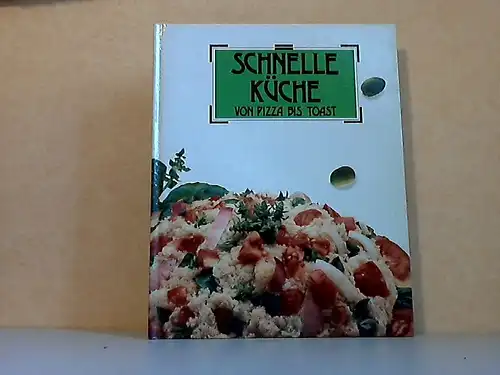 SCHNELLE
KÜCHE
VON PIZZA BIS TOAST